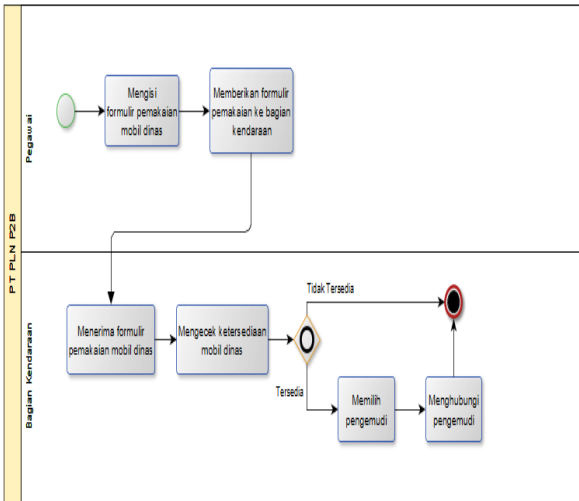 PT PLN P2B
Pegawai
Mengisi
formulir pemakaian
mobil dinas
Memberikan formulir
pemakaian ke bagian
kendaraan
Bagian Kendaraan
Menerima formulir
pemakaian mobil dinas
Mengecek ketersediaan
mobil dinas
Tidak Tersedia
Tersedia
Memilih
pengemudi
Menghubungi
pengemudi